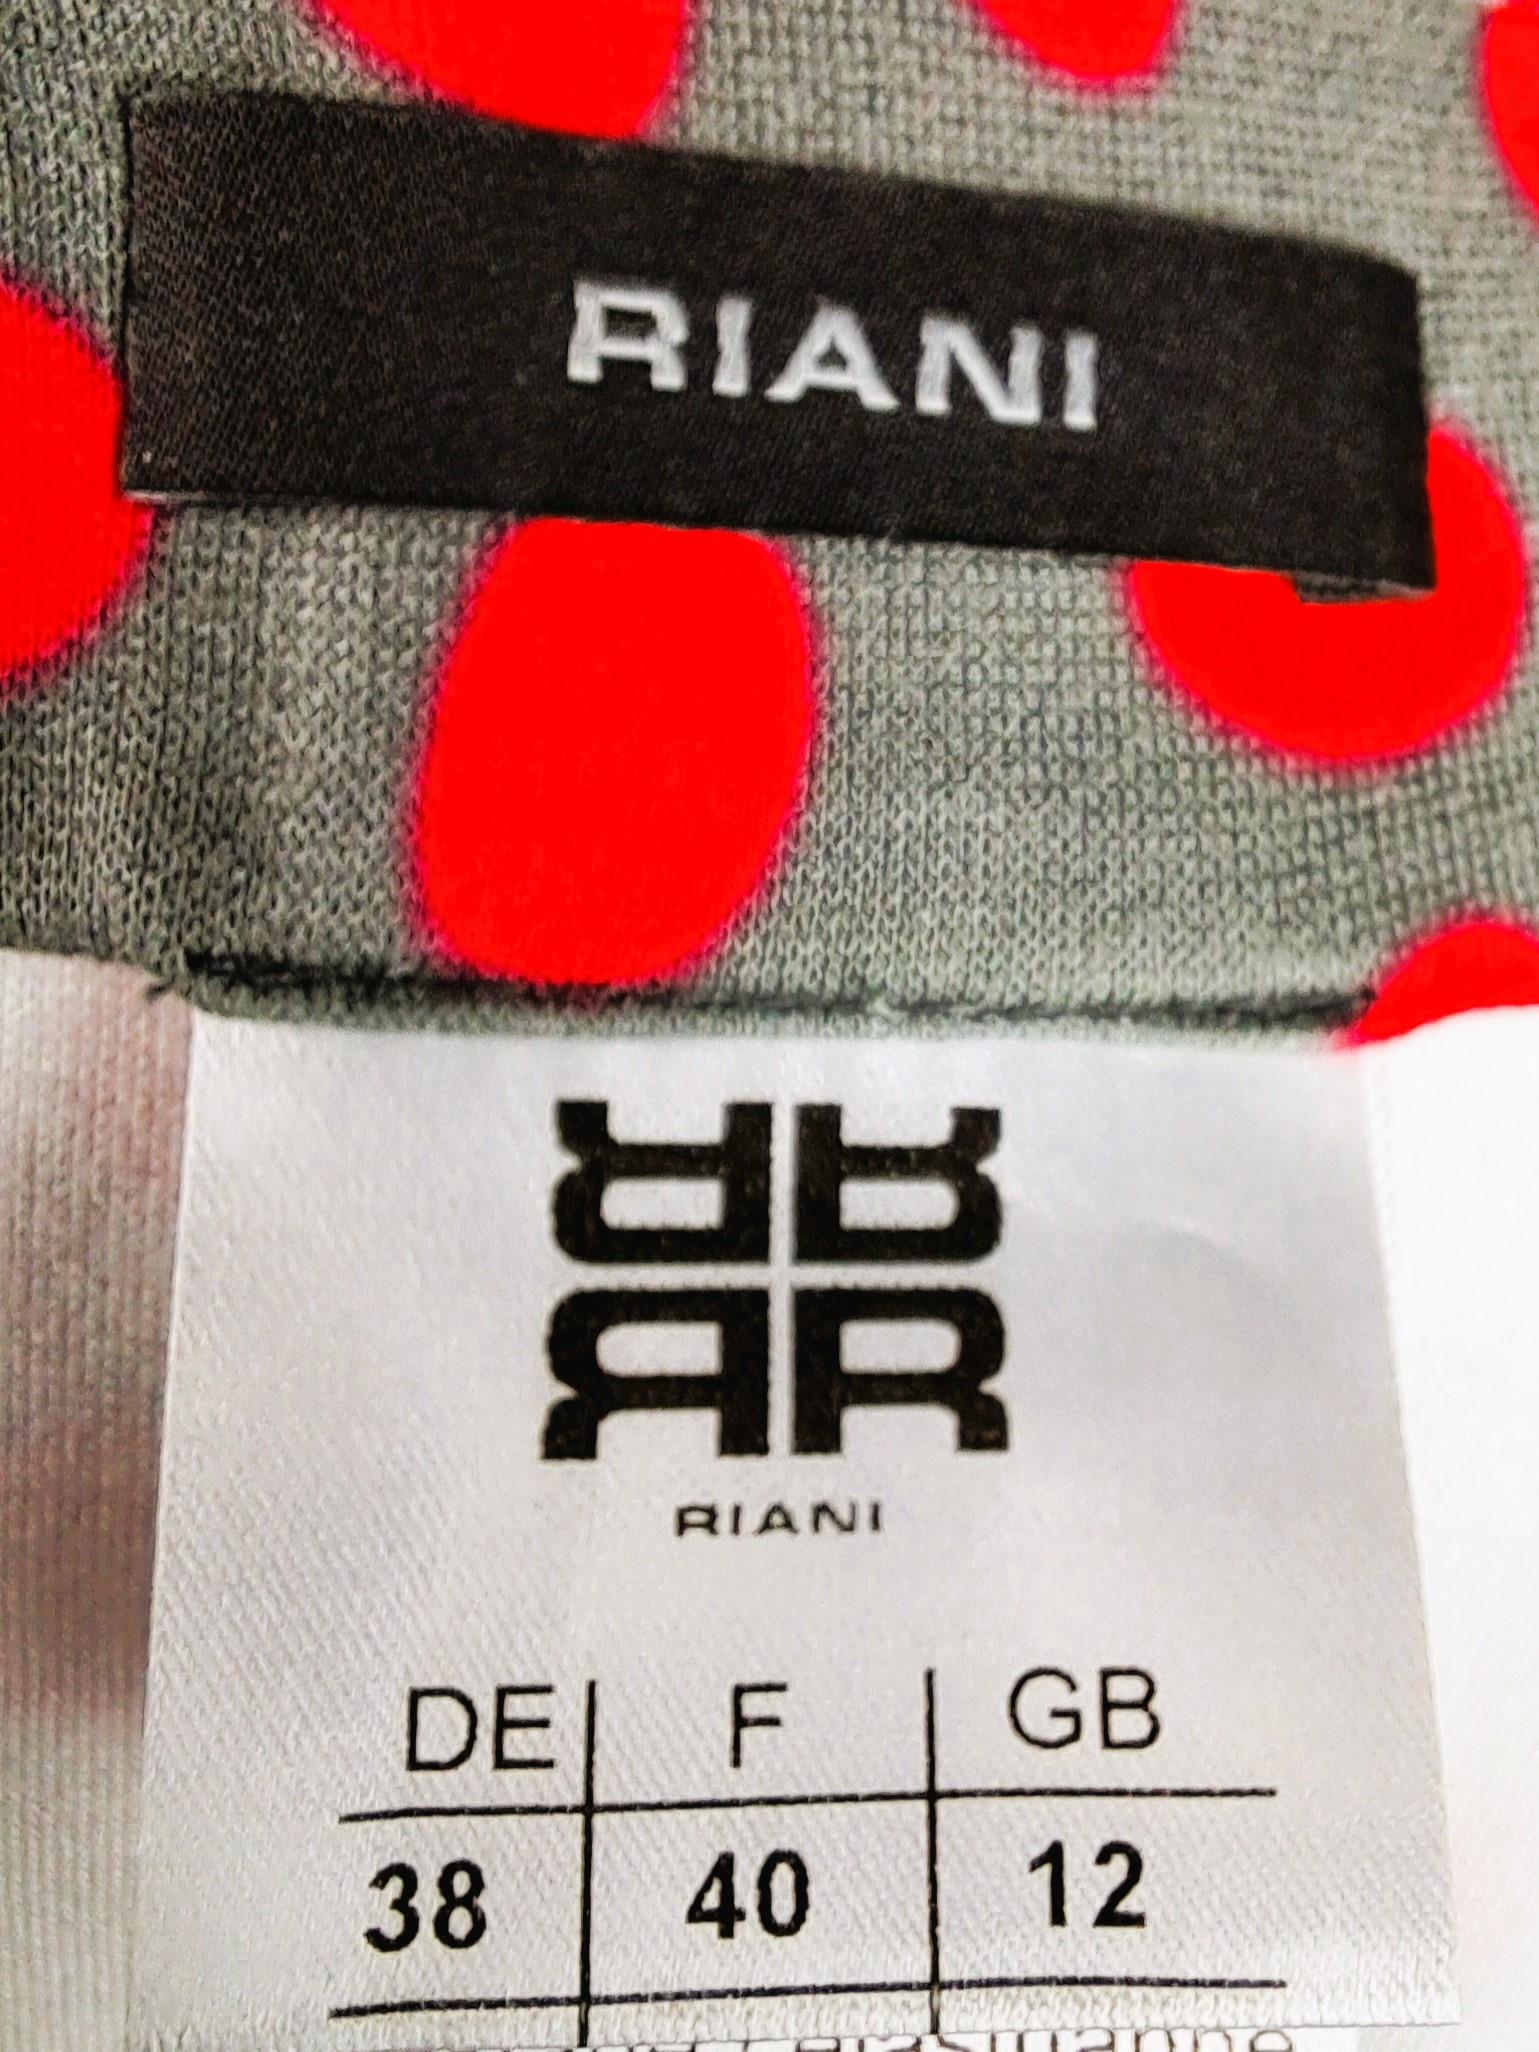 RIANI
RIANI
DE F GB
38 40 12